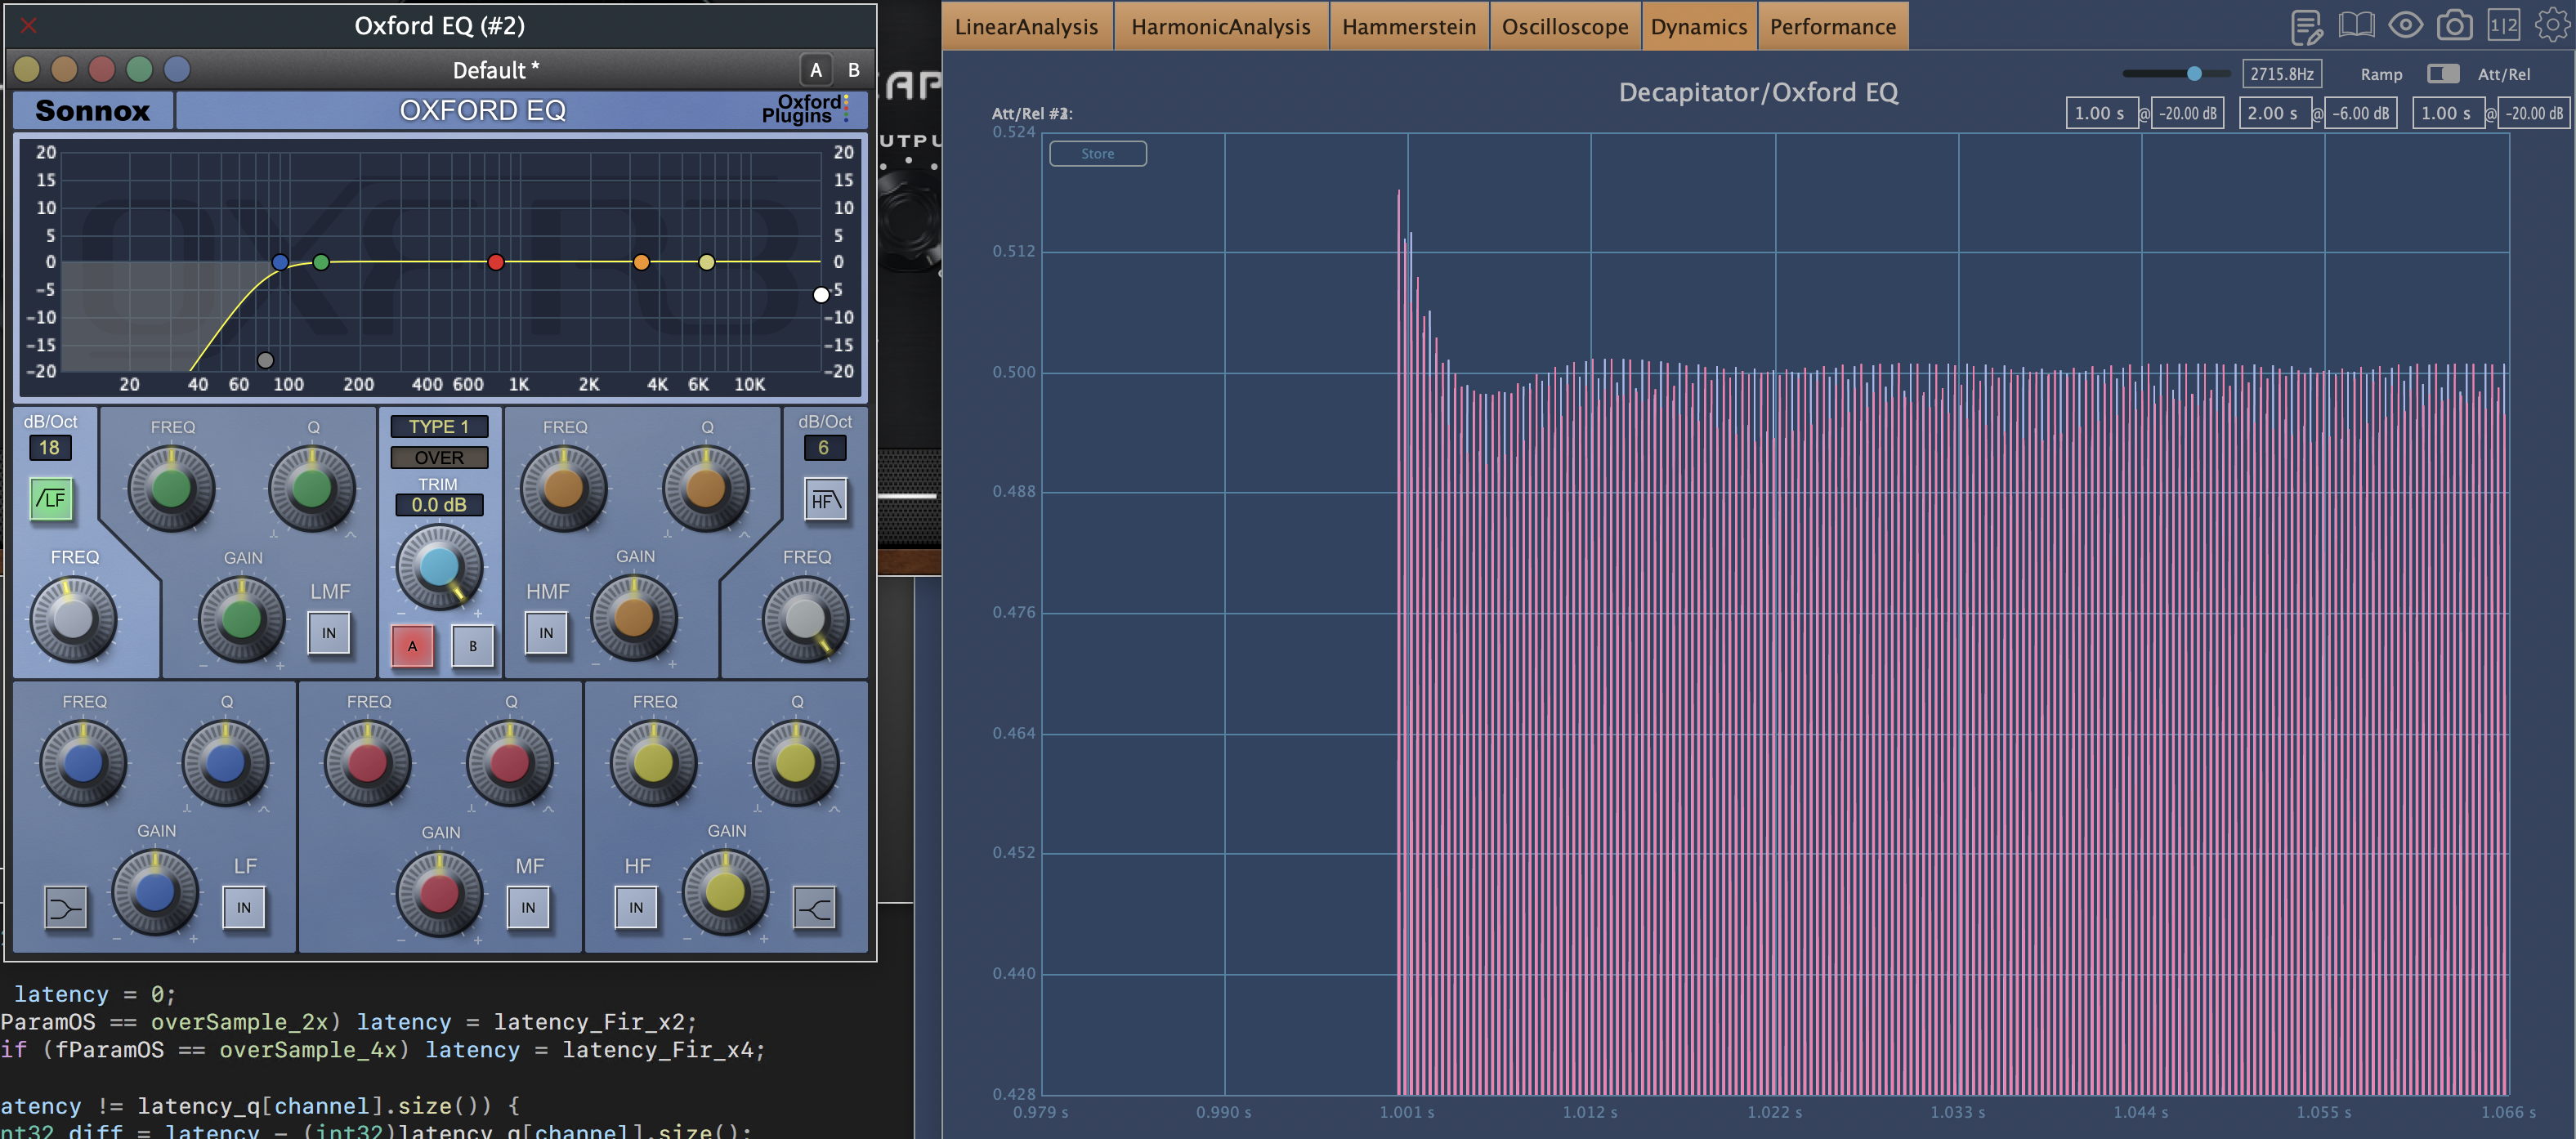 Oxford EQ (#2)
Default *
A B
Sonnox
OXFORD EQ
Oxford
Plugins
20 20
15 15
10 10
5 5
0 0
-5 -5
-10 -10
-15 -15
-20 -20
20 40 60 100 200 400 600 1K 2K 4K 6K 10K
dB/Oct
18
LF
FREQ
FREQ Q
GAIN
LMF
IN
TYPE 1
OVER
TRIM
0.0 dB
A B
FREQ Q
HMF
GAIN
IN
dB/Oct
6
HF
FREQ
FREQ Q
GAIN
LF
IN
FREQ Q
GAIN
MF
IN
FREQ Q
GAIN
HF
IN
latency = 0;
ParamOS == overSample_2x) latency = latency_Fir_x2;
if (fParamOS == overSample_4x) latency = latency_Fir_x4;
atency != latency_q[channel].size()) {
nt32 diff = latency - (int32)latency_q[channel].size();
AP
UTPU
LinearAnalysis HarmonicAnalysis Hammerstein Oscilloscope Dynamics Performance
1|2
2715.8Hz Ramp Att/Rel
Decapitator/Oxford EQ
1.00 s @ -20.00 dB 2.00 s @ -6.00 dB 1.00 s @ -20.00 dB
Store
0.524
0.512
0.500
0.488
0.476
0.464
0.452
0.440
0.428
0.979 s 0.990 s 1.001 s 1.012 s 1.022 s 1.033 s 1.044 s 1.055 s 1.066 s